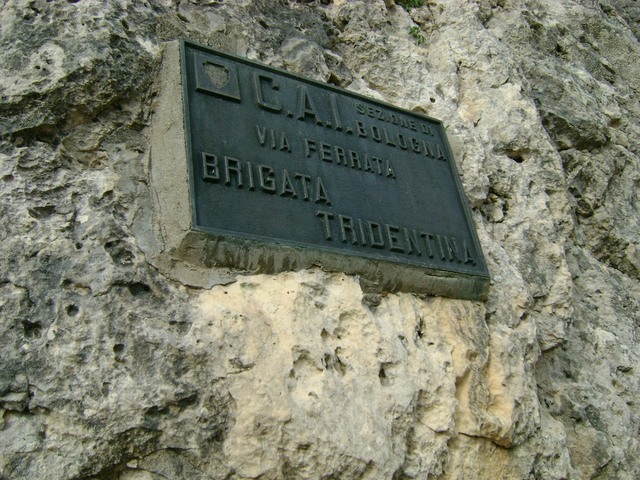 C.A.I. SEZIONE DI
BOLOGNA
VIA FERRATA
BRIGATA
TRIDENTINA